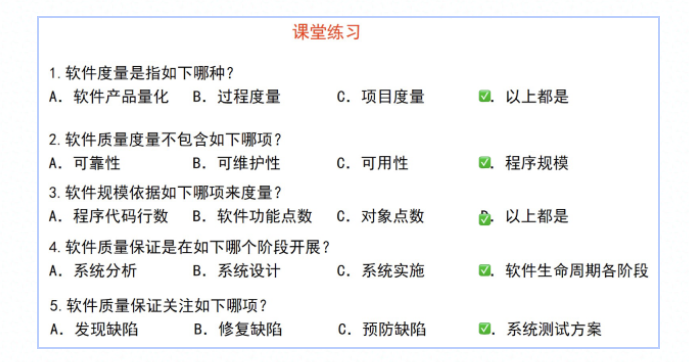 课堂练习
1. 软件度量是指如下哪种？
A. 软件产品量化 B. 过程度量 C. 项目度量 ✅. 以上都是
2. 软件质量度量不包含如下哪项？
A. 可靠性 B. 可维护性 C. 可用性 ✅. 程序规模
3. 软件规模依据如下哪项来度量？
A. 程序代码行数 B. 软件功能点数 C. 对象点数 ✅. 以上都是
4. 软件质量保证是在如下哪个阶段开展？
A. 系统分析 B. 系统设计 C. 系统实施 ✅. 软件生命周期各阶段
5. 软件质量保证关注如下哪项？
A. 发现缺陷 B. 修复缺陷 C. 预防缺陷 ✅. 系统测试方案